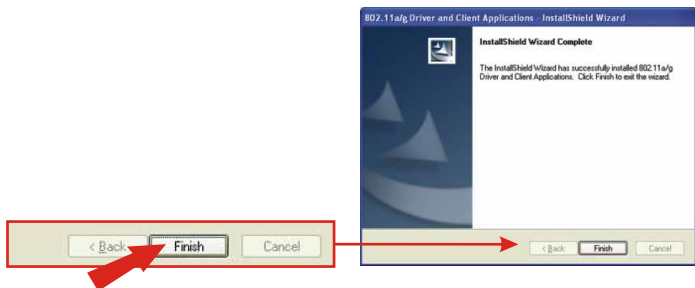 802.11a/g Driver and Client Applications - InstallShield Wizard
InstallShield Wizard Complete
The InstallShield Wizard has successfully installed 802.11a/g
Driver and Client Applications. Click Finish to exit the wizard.
< Back Finish Cancel
< Back Finish Cancel